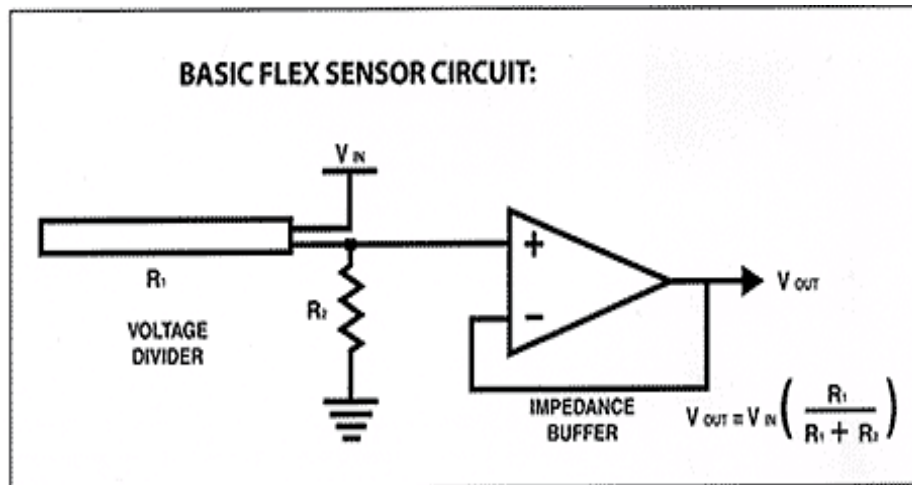 BASIC FLEX SENSOR CIRCUIT:
V IN
R₁
VOLTAGE
DIVIDER
R₂
+
−
V OUT
IMPEDANCE
BUFFER
V OUT = V IN ( R₁ / R₁ + R₂ )